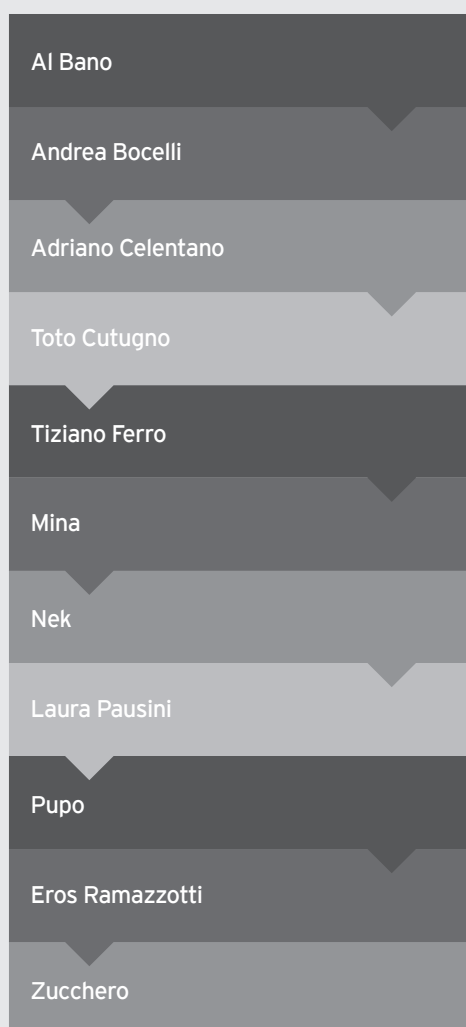 Al Bano
Andrea Bocelli
Adriano Celentano
Toto Cutugno
Tiziano Ferro
Mina
Nek
Laura Pausini
Pupo
Eros Ramazzotti
Zucchero